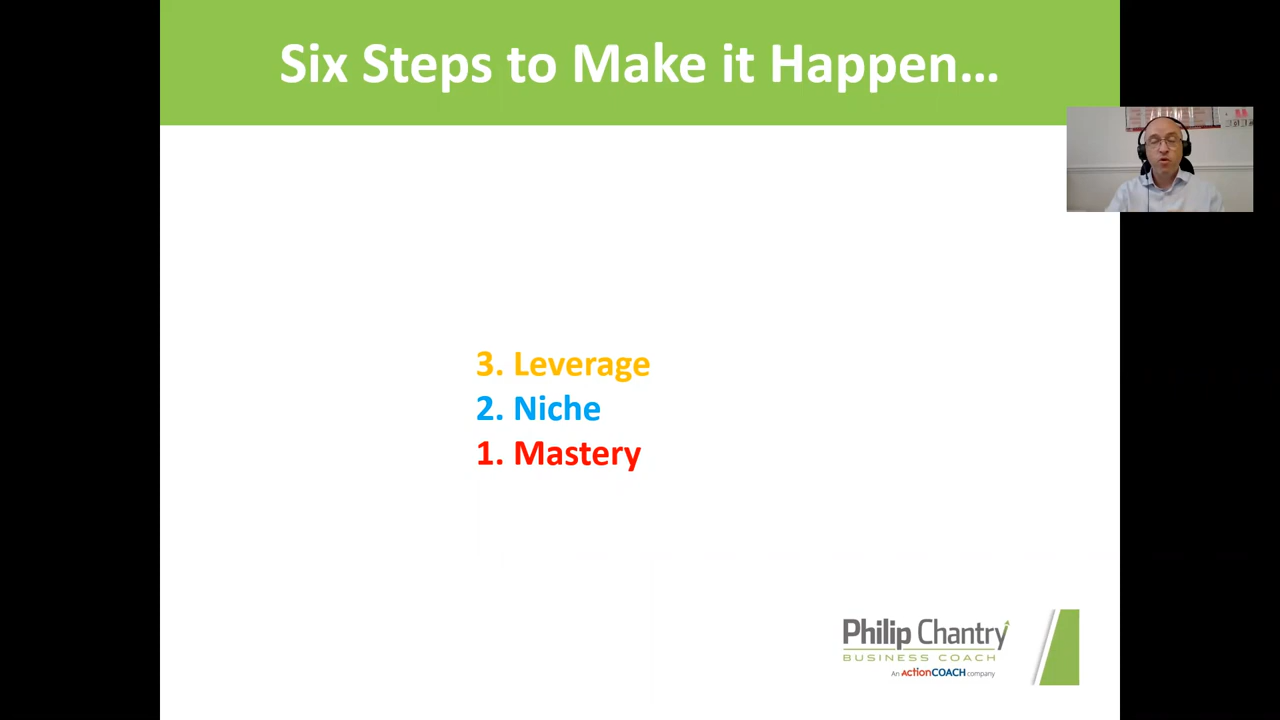 Six Steps to Make it Happen…
3. Leverage
2. Niche
1. Mastery
Philip Chantry
BUSINESS COACH
An ActionCOACH company